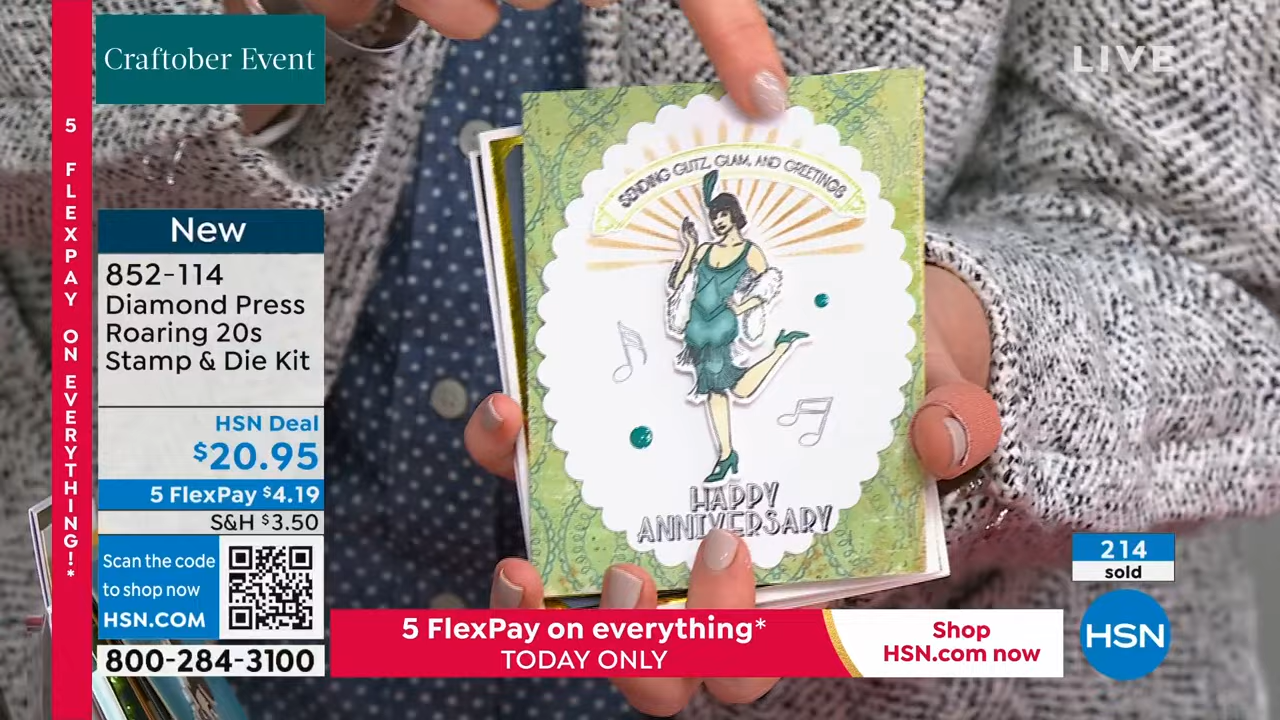 Craftober Event
LIVE
5 FLEXPAY ON EVERYTHING!*
New
852-114
Diamond Press
Roaring 20s
Stamp & Die Kit
HSN Deal
$20.95
5 FlexPay $4.19
S&H $3.50
Scan the code
to shop now
HSN.COM
800-284-3100
SENDING GLITZ, GLAM, AND GREETINGS
HAPPY
ANNIVERSARY
5 FlexPay on everything*
TODAY ONLY
Shop
HSN.com now
214
sold
HSN